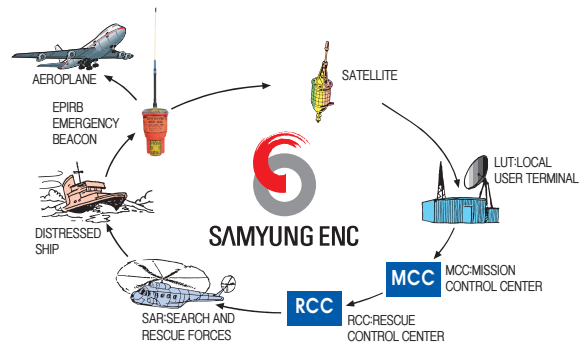 AEROPLANE
EPIRB
EMERGENCY
BEACON
SATELLITE
LUT:LOCAL
USER TERMINAL
DISTRESSED
SHIP
SAMYUNG ENC
MCC
MCC:MISSION
CONTROL CENTER
RCC
RCC:RESCUE
CONTROL CENTER
SAR:SEARCH AND
RESCUE FORCES